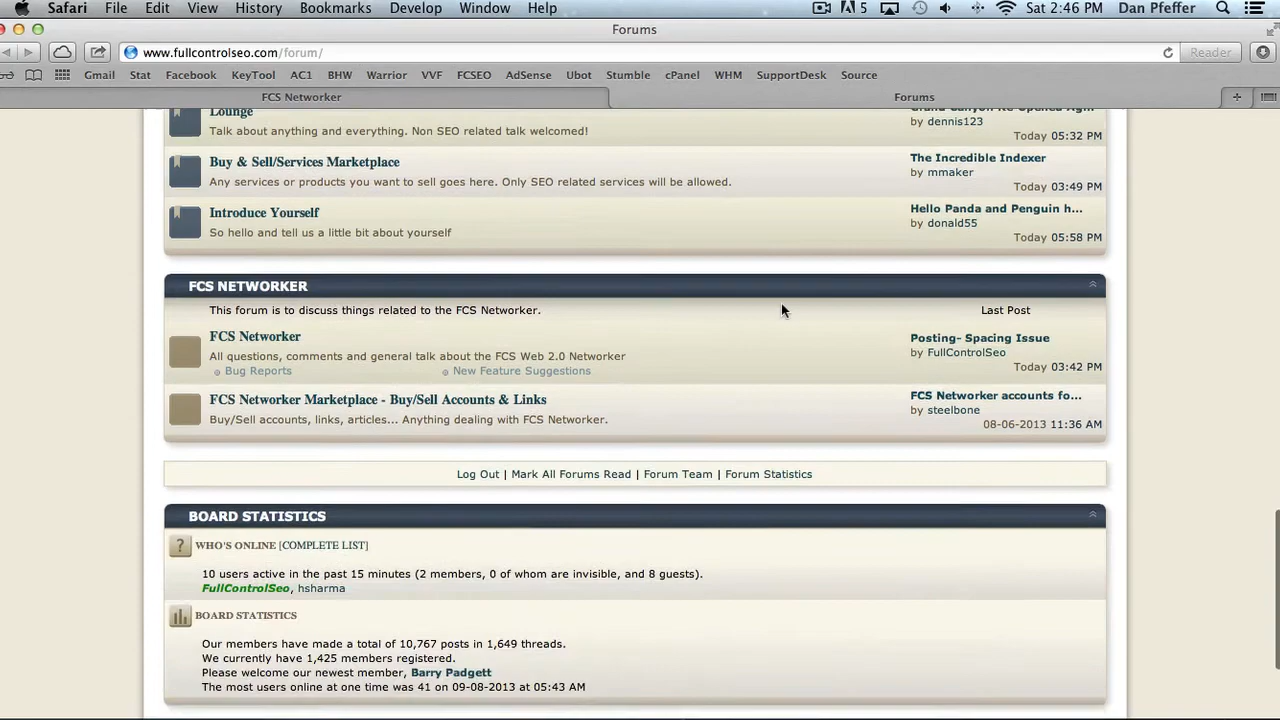 Safari File Edit View History Bookmarks Develop Window Help 5 Sat 2:46 PM Dan Pfeffer
Forums
www.fullcontrolseo.com/forum/ Reader
Gmail Stat Facebook KeyTool AC1 BHW Warrior VVF FCSEO AdSense Ubot Stumble cPanel WHM SupportDesk Source
FCS Networker Forums
Lounge
Talk about anything and everything. Non SEO related talk welcomed!
Grand Canyon Re-Opened Ag...
by dennis123
Today 05:32 PM
Buy & Sell/Services Marketplace
Any services or products you want to sell goes here. Only SEO related services will be allowed.
The Incredible Indexer
by mmaker
Today 03:49 PM
Introduce Yourself
So hello and tell us a little bit about yourself
Hello Panda and Penguin h...
by donald55
Today 05:58 PM
FCS NETWORKER
This forum is to discuss things related to the FCS Networker. Last Post
FCS Networker
All questions, comments and general talk about the FCS Web 2.0 Networker
Bug Reports New Feature Suggestions
Posting- Spacing Issue
by FullControlSeo
Today 03:42 PM
FCS Networker Marketplace - Buy/Sell Accounts & Links
Buy/Sell accounts, links, articles... Anything dealing with FCS Networker.
FCS Networker accounts fo...
by steelbone
08-06-2013 11:36 AM
Log Out | Mark All Forums Read | Forum Team | Forum Statistics
BOARD STATISTICS
WHO'S ONLINE [COMPLETE LIST]
10 users active in the past 15 minutes (2 members, 0 of whom are invisible, and 8 guests).
FullControlSeo, hsharma
BOARD STATISTICS
Our members have made a total of 10,767 posts in 1,649 threads.
We currently have 1,425 members registered.
Please welcome our newest member, Barry Padgett
The most users online at one time was 41 on 09-08-2013 at 05:43 AM